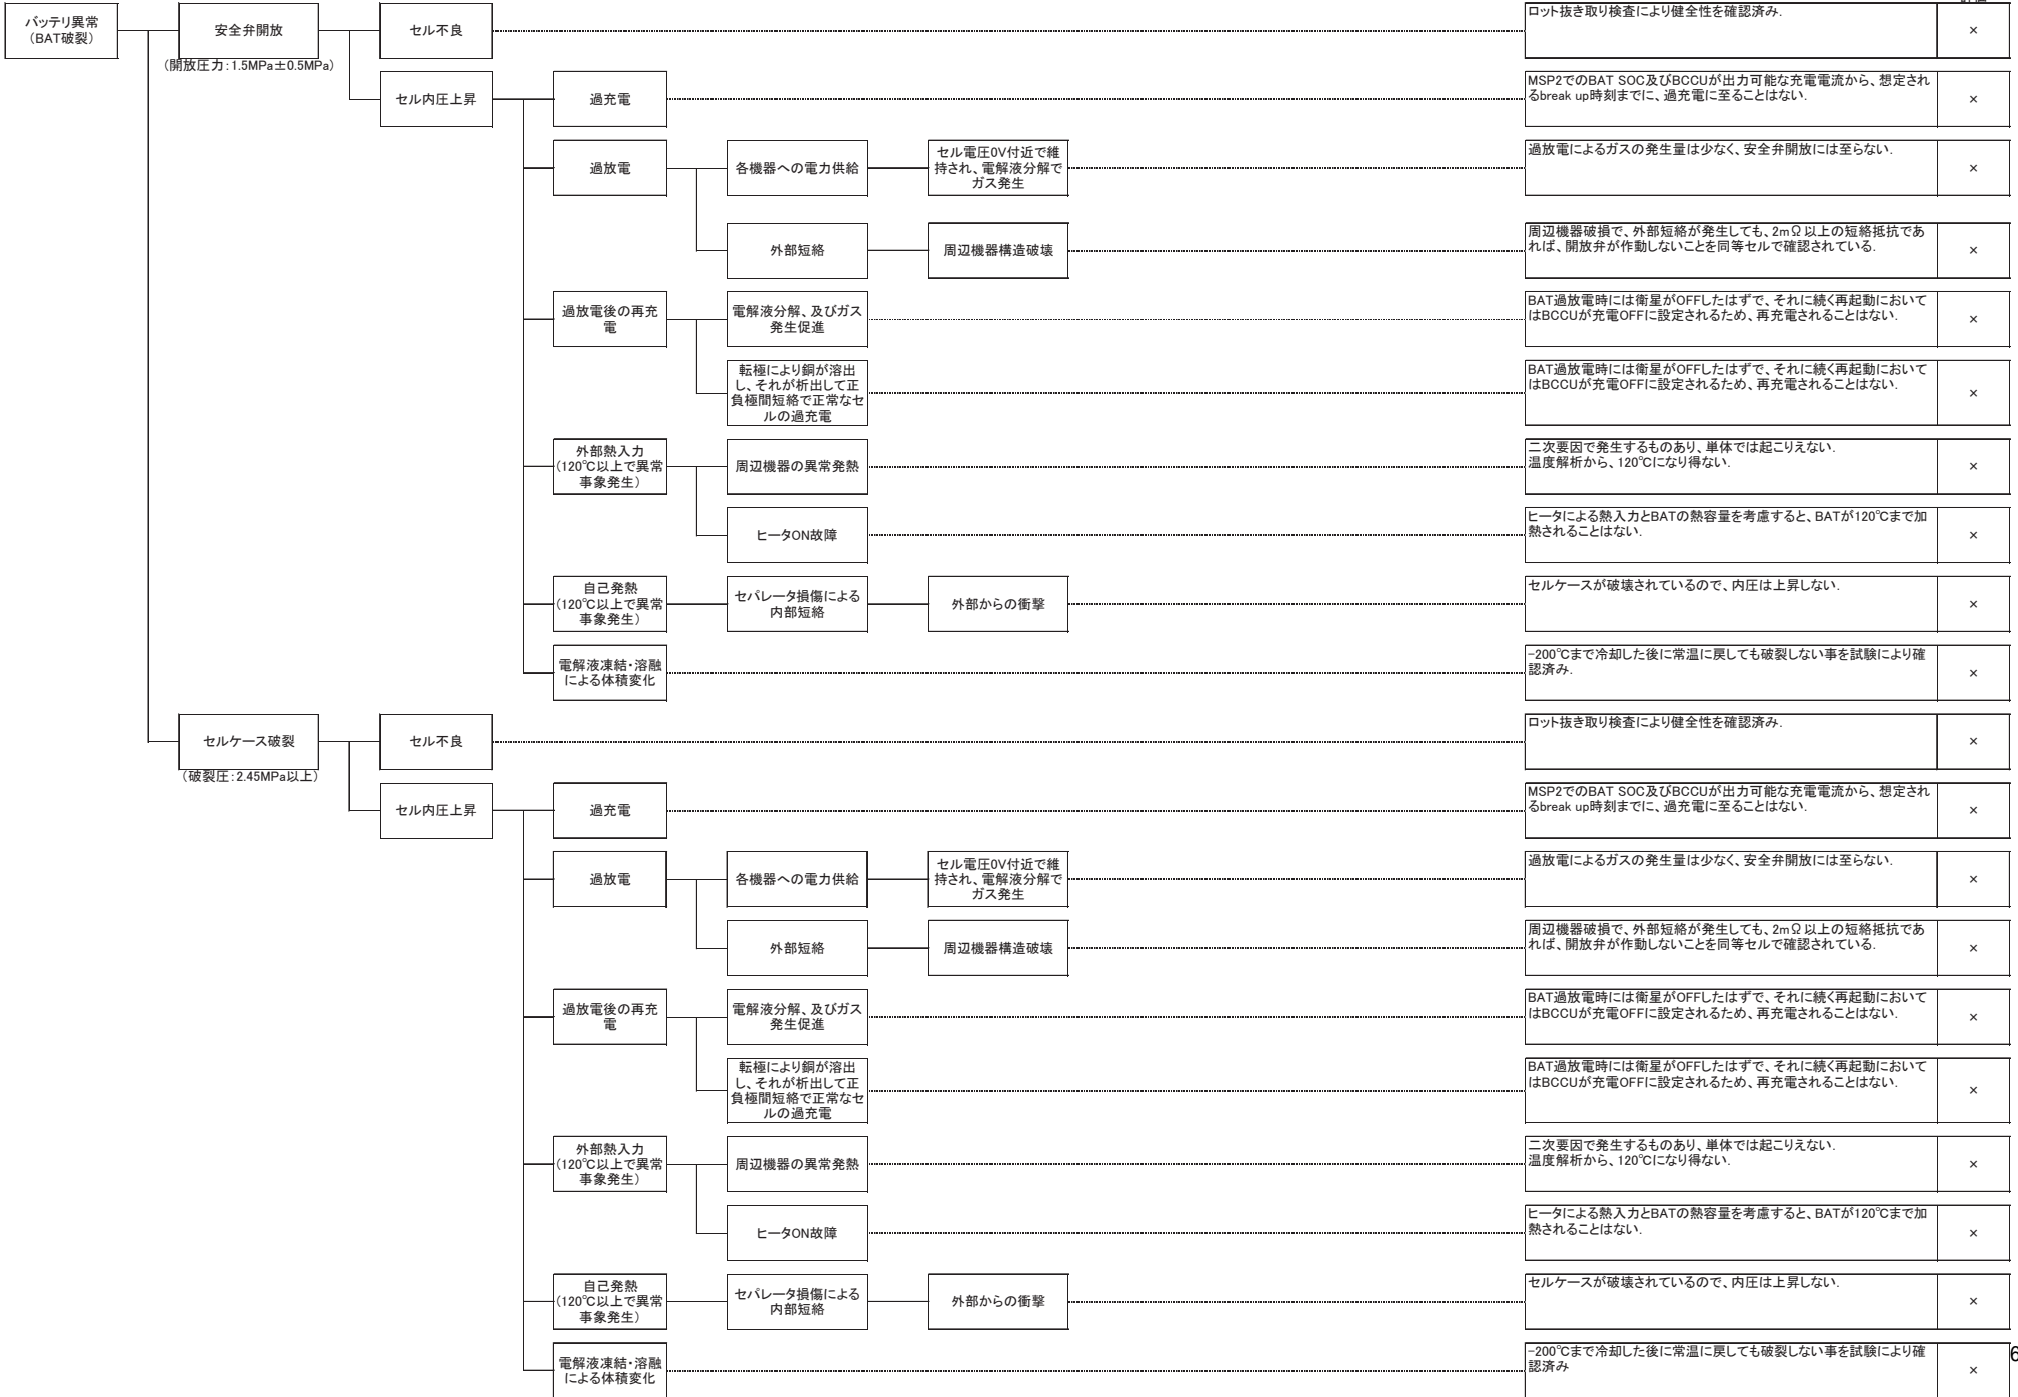 評価
バッテリ異常
(BAT破裂)
安全弁開放
セル不良
ロット抜き取り検査により健全性を確認済み.
×
(開放圧力:1.5MPa±0.5MPa)
セル内圧上昇
過充電
MSP2でのBAT SOC及びBCCUが出力可能な充電電流から、想定され
るbreak up時刻までに、過充電に至ることはない.
×
過放電
各機器への電力供給
セル電圧0V付近で維
持され、電解液分解で
ガス発生
過放電によるガスの発生量は少なく、安全弁開放には至らない.
×
外部短絡
周辺機器構造破壊
周辺機器破損で、外部短絡が発生しても、2mΩ以上の短絡抵抗であ
れば、開放弁が作動しないことを同等セルで確認されている.
×
過放電後の再充
電
電解液分解、及びガス
発生促進
BAT過放電時には衛星がOFFしたはずで、それに続く再起動において
はBCCUが充電OFFに設定されるため、再充電されることはない.
×
転極により銅が溶出
し、それが析出して正
負極間短絡で正常なセ
ルの過充電
BAT過放電時には衛星がOFFしたはずで、それに続く再起動において
はBCCUが充電OFFに設定されるため、再充電されることはない.
×
外部熱入力
(120℃以上で異常
事象発生)
周辺機器の異常発熱
二次要因で発生するものあり、単体では起こりえない.
温度解析から、120℃になり得ない.
×
ヒータON故障
ヒータによる熱入力とBATの熱容量を考慮すると、BATが120℃まで加
熱されることはない.
×
自己発熱
(120℃以上で異常
事象発生)
セパレータ損傷による
内部短絡
外部からの衝撃
セルケースが破壊されているので、内圧は上昇しない.
×
電解液凍結・溶融
による体積変化
-200℃まで冷却した後に常温に戻しても破裂しない事を試験により確
認済み.
×
セルケース破裂
セル不良
ロット抜き取り検査により健全性を確認済み.
×
(破裂圧:2.45MPa以上)
セル内圧上昇
過充電
MSP2でのBAT SOC及びBCCUが出力可能な充電電流から、想定され
るbreak up時刻までに、過充電に至ることはない.
×
過放電
各機器への電力供給
セル電圧0V付近で維
持され、電解液分解で
ガス発生
過放電によるガスの発生量は少なく、安全弁開放には至らない.
×
外部短絡
周辺機器構造破壊
周辺機器破損で、外部短絡が発生しても、2mΩ以上の短絡抵抗であ
れば、開放弁が作動しないことを同等セルで確認されている.
×
過放電後の再充
電
電解液分解、及びガス
発生促進
BAT過放電時には衛星がOFFしたはずで、それに続く再起動において
はBCCUが充電OFFに設定されるため、再充電されることはない.
×
転極により銅が溶出
し、それが析出して正
負極間短絡で正常なセ
ルの過充電
BAT過放電時には衛星がOFFしたはずで、それに続く再起動において
はBCCUが充電OFFに設定されるため、再充電されることはない.
×
外部熱入力
(120℃以上で異常
事象発生)
周辺機器の異常発熱
二次要因で発生するものあり、単体では起こりえない.
温度解析から、120℃になり得ない.
×
ヒータON故障
ヒータによる熱入力とBATの熱容量を考慮すると、BATが120℃まで加
熱されることはない.
×
自己発熱
(120℃以上で異常
事象発生)
セパレータ損傷による
内部短絡
外部からの衝撃
セルケースが破壊されているので、内圧は上昇しない.
×
電解液凍結・溶融
による体積変化
-200℃まで冷却した後に常温に戻しても破裂しない事を試験により確
認済み
×
6